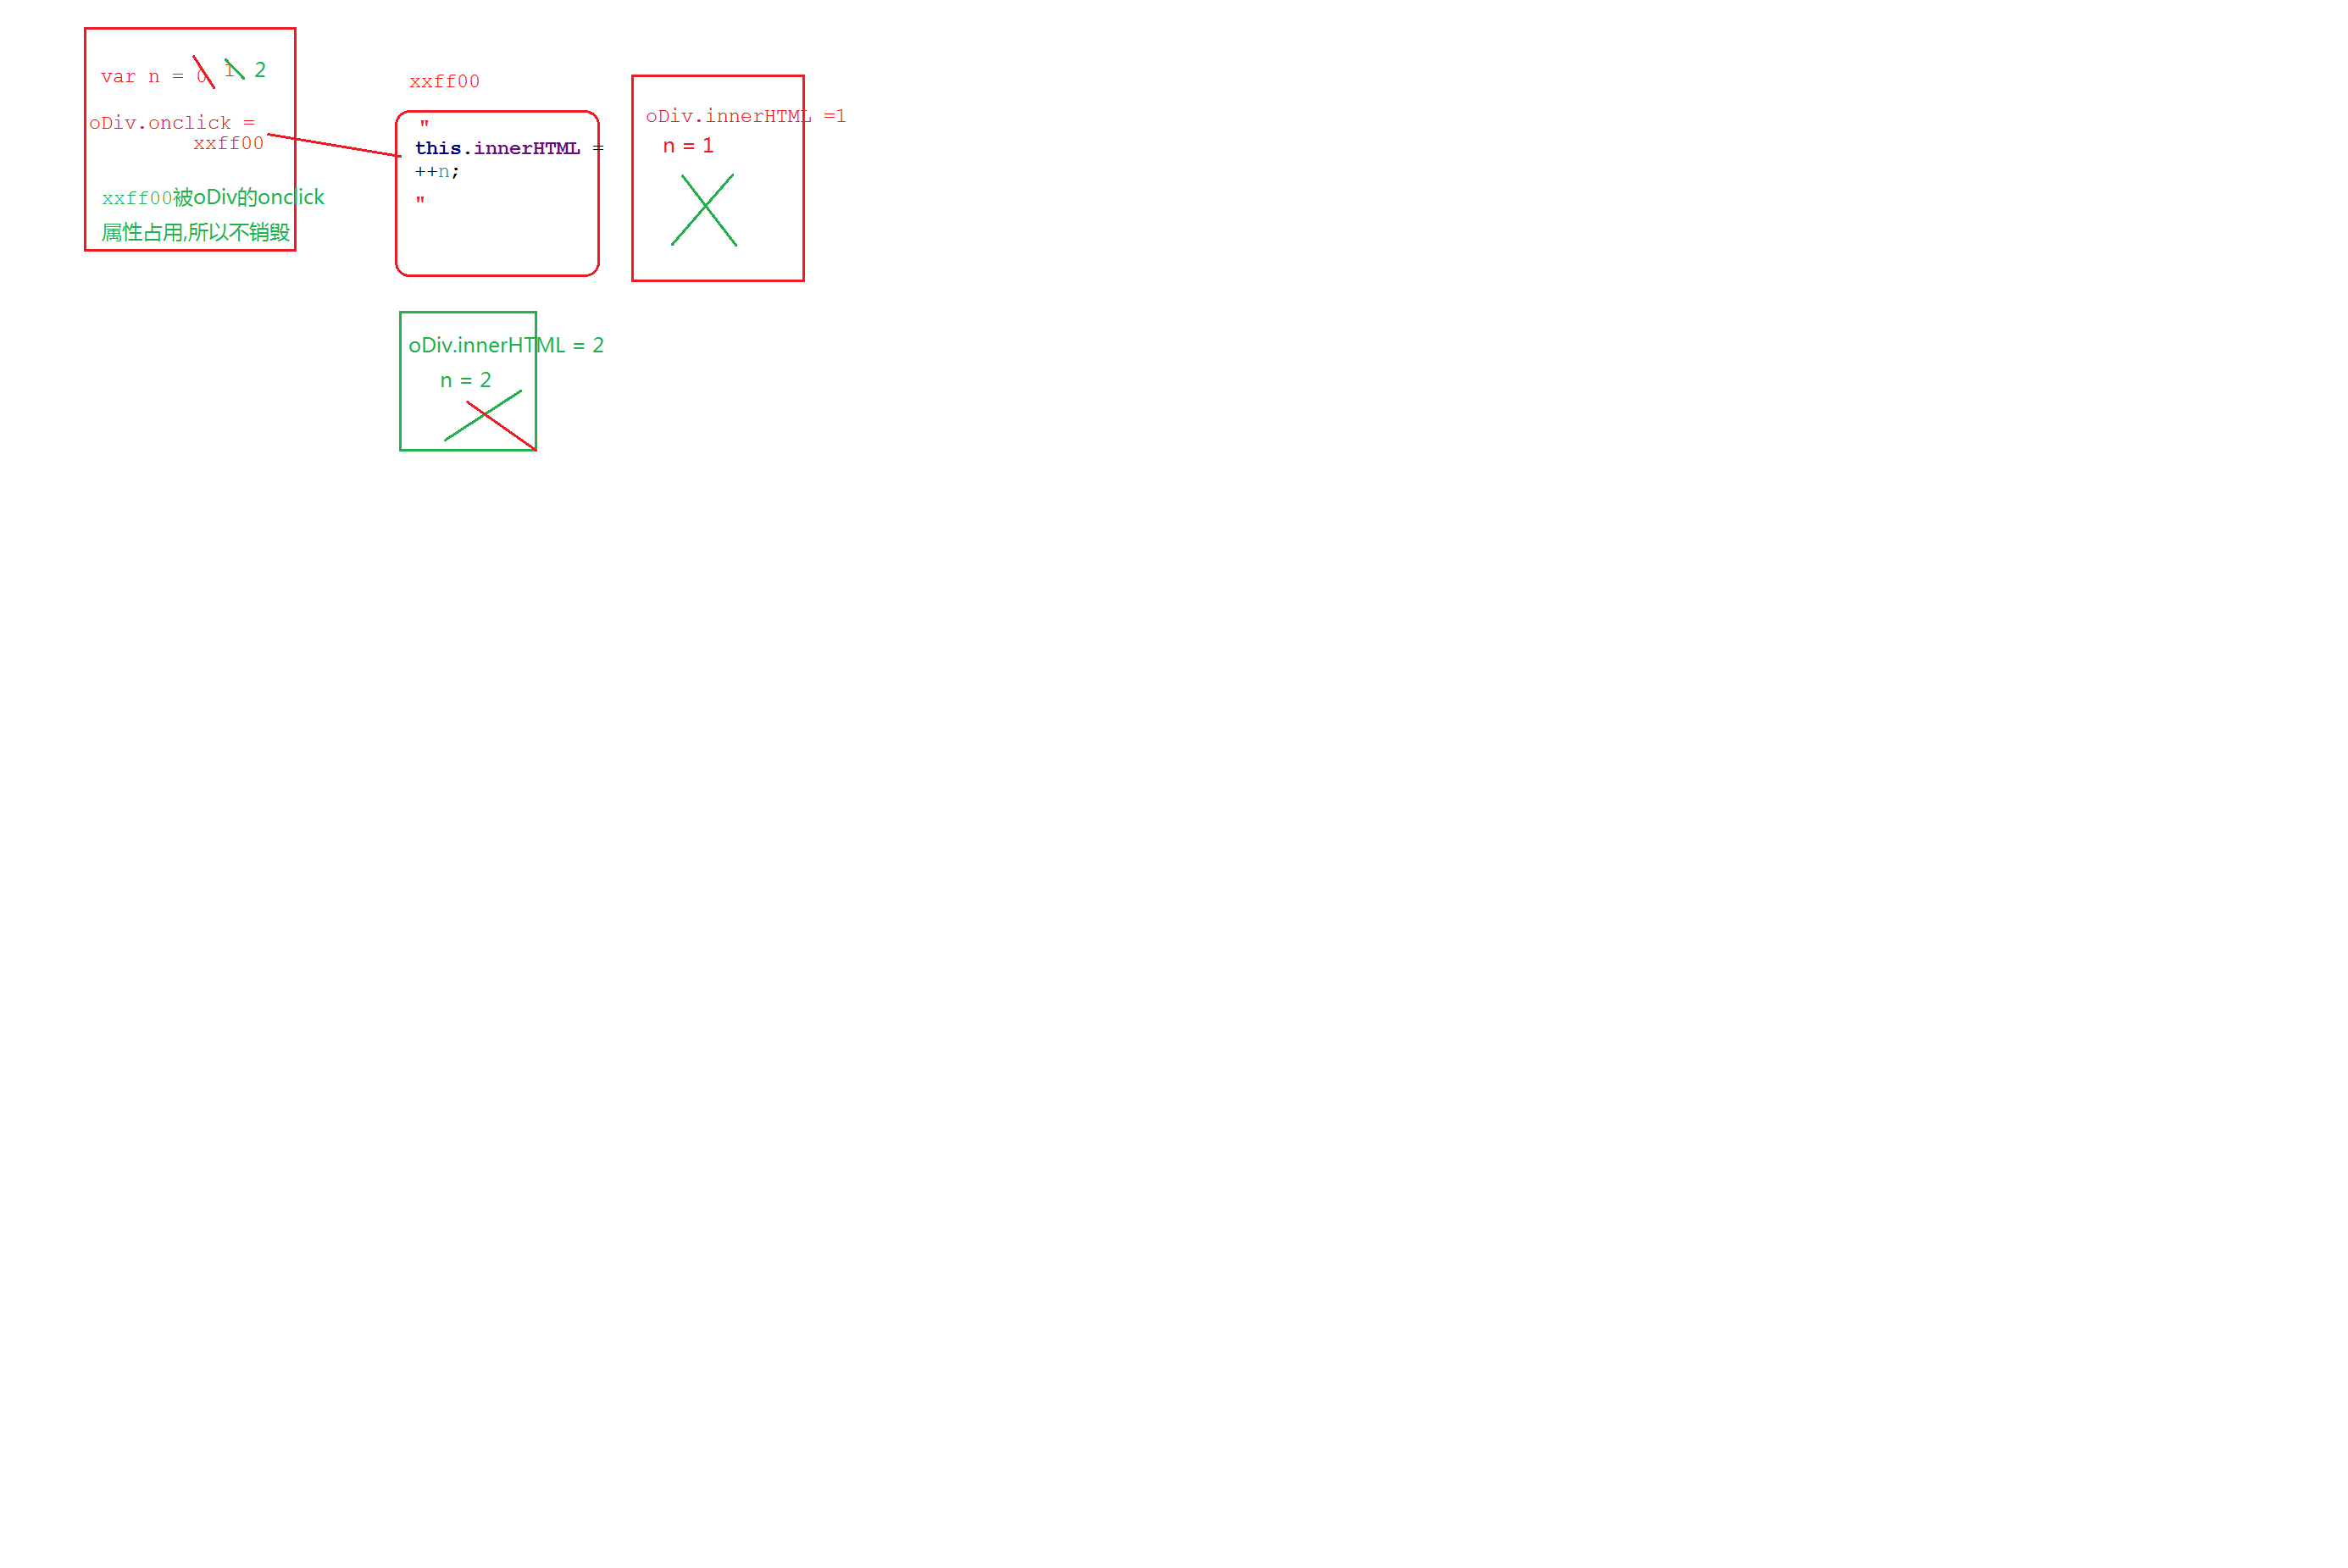 var n = 0 1 2
oDiv.onclick =
xxff00
xxff00被oDiv的onclick
属性占用,所以不销毁
xxff00
"
this.innerHTML =
++n;
"
oDiv.innerHTML =1
n = 1
oDiv.innerHTML = 2
n = 2